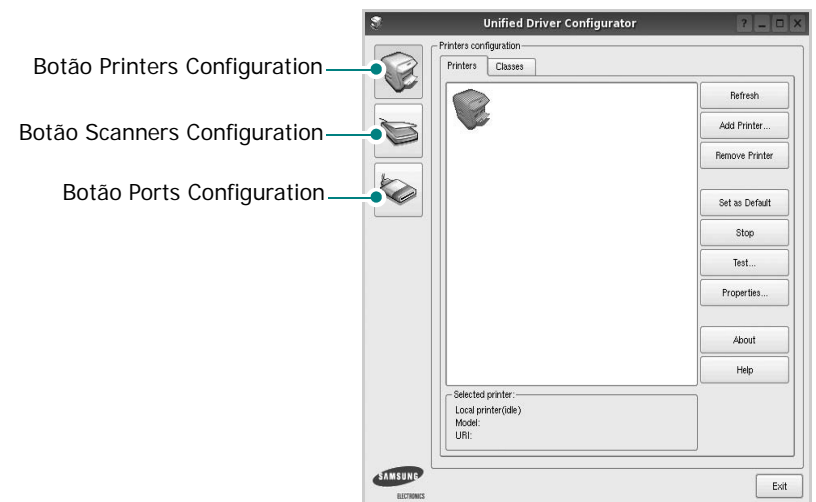 Unified Driver Configurator
Botão Printers Configuration
Botão Scanners Configuration
Botão Ports Configuration
Printers configuration
Printers
Classes
Refresh
Add Printer...
Remove Printer
Set as Default
Stop
Test...
Properties...
About
Help
Selected printer:
Local printer(idle)
Model:
URI:
SAMSUNG
ELECTRONICS
Exit